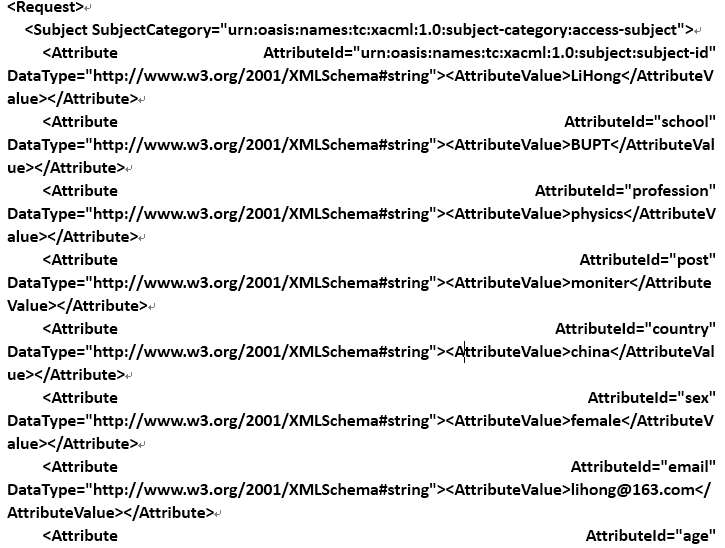 <Request>
<Subject SubjectCategory="urn:oasis:names:tc:xacml:1.0:subject-category:access-subject">
<Attribute AttributeId="urn:oasis:names:tc:xacml:1.0:subject:subject-id"
DataType="http://www.w3.org/2001/XMLSchema#string"><AttributeValue>LiHong</AttributeV
alue></Attribute>
<Attribute AttributeId="school"
DataType="http://www.w3.org/2001/XMLSchema#string"><AttributeValue>BUPT</AttributeVal
ue></Attribute>
<Attribute AttributeId="profession"
DataType="http://www.w3.org/2001/XMLSchema#string"><AttributeValue>physics</AttributeV
alue></Attribute>
<Attribute AttributeId="post"
DataType="http://www.w3.org/2001/XMLSchema#string"><AttributeValue>moniter</Attribute
Value></Attribute>
<Attribute AttributeId="country"
DataType="http://www.w3.org/2001/XMLSchema#string"><AttributeValue>china</AttributeVal
ue></Attribute>
<Attribute AttributeId="sex"
DataType="http://www.w3.org/2001/XMLSchema#string"><AttributeValue>female</AttributeV
alue></Attribute>
<Attribute AttributeId="email"
DataType="http://www.w3.org/2001/XMLSchema#string"><AttributeValue>lihong@163.com</
AttributeValue></Attribute>
<Attribute AttributeId="age"